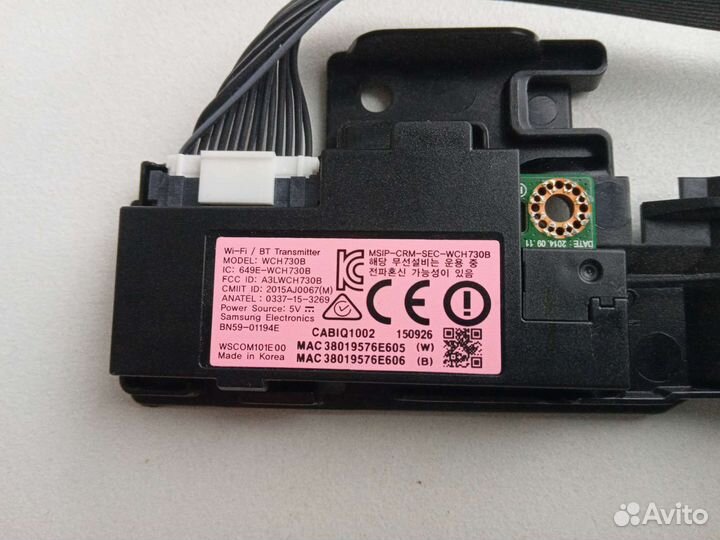 Wi-Fi / BT Transmitter
MODEL: WCH730B
IC: 649E-WCH730B
FCC ID: A3LWCH730B
CMIIT ID: 2015AJ0067(M)
ANATEL : 0337-15-3269
Power Source: 5V
Samsung Electronics
BN59-01194E
WSCOM101E00
Made in Korea
MSIP-CRM-SEC-WCH730B
해당 무선설비는 운용 중
전파혼신 가능성이 있음
CE
CABIQ1002 150926
MAC 38019576E605 (W)
MAC 38019576E606 (B)
DATE : 2014. 09. 11
Avito